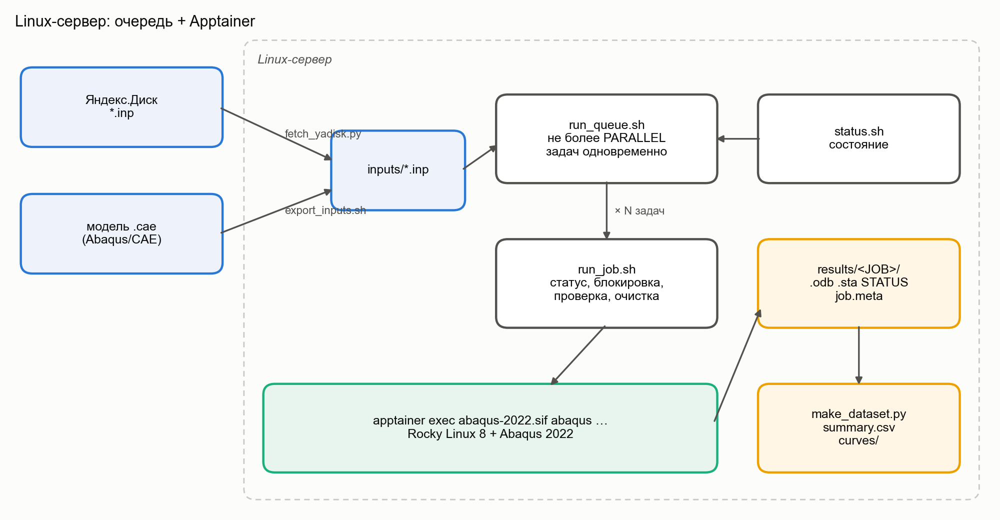 Linux-сервер: очередь + Apptainer
Linux-сервер
Яндекс.Диск
*.inp
fetch_yadisk.py
inputs/*.inp
run_queue.sh
не более PARALLEL
задач одновременно
status.sh
состояние
модель .cae
(Abaqus/CAE)
export_inputs.sh
× N задач
run_job.sh
статус, блокировка,
проверка, очистка
results/<JOB>/
.odb .sta STATUS
job.meta
apptainer exec abaqus-2022.sif abaqus …
Rocky Linux 8 + Abaqus 2022
make_dataset.py
summary.csv
curves/